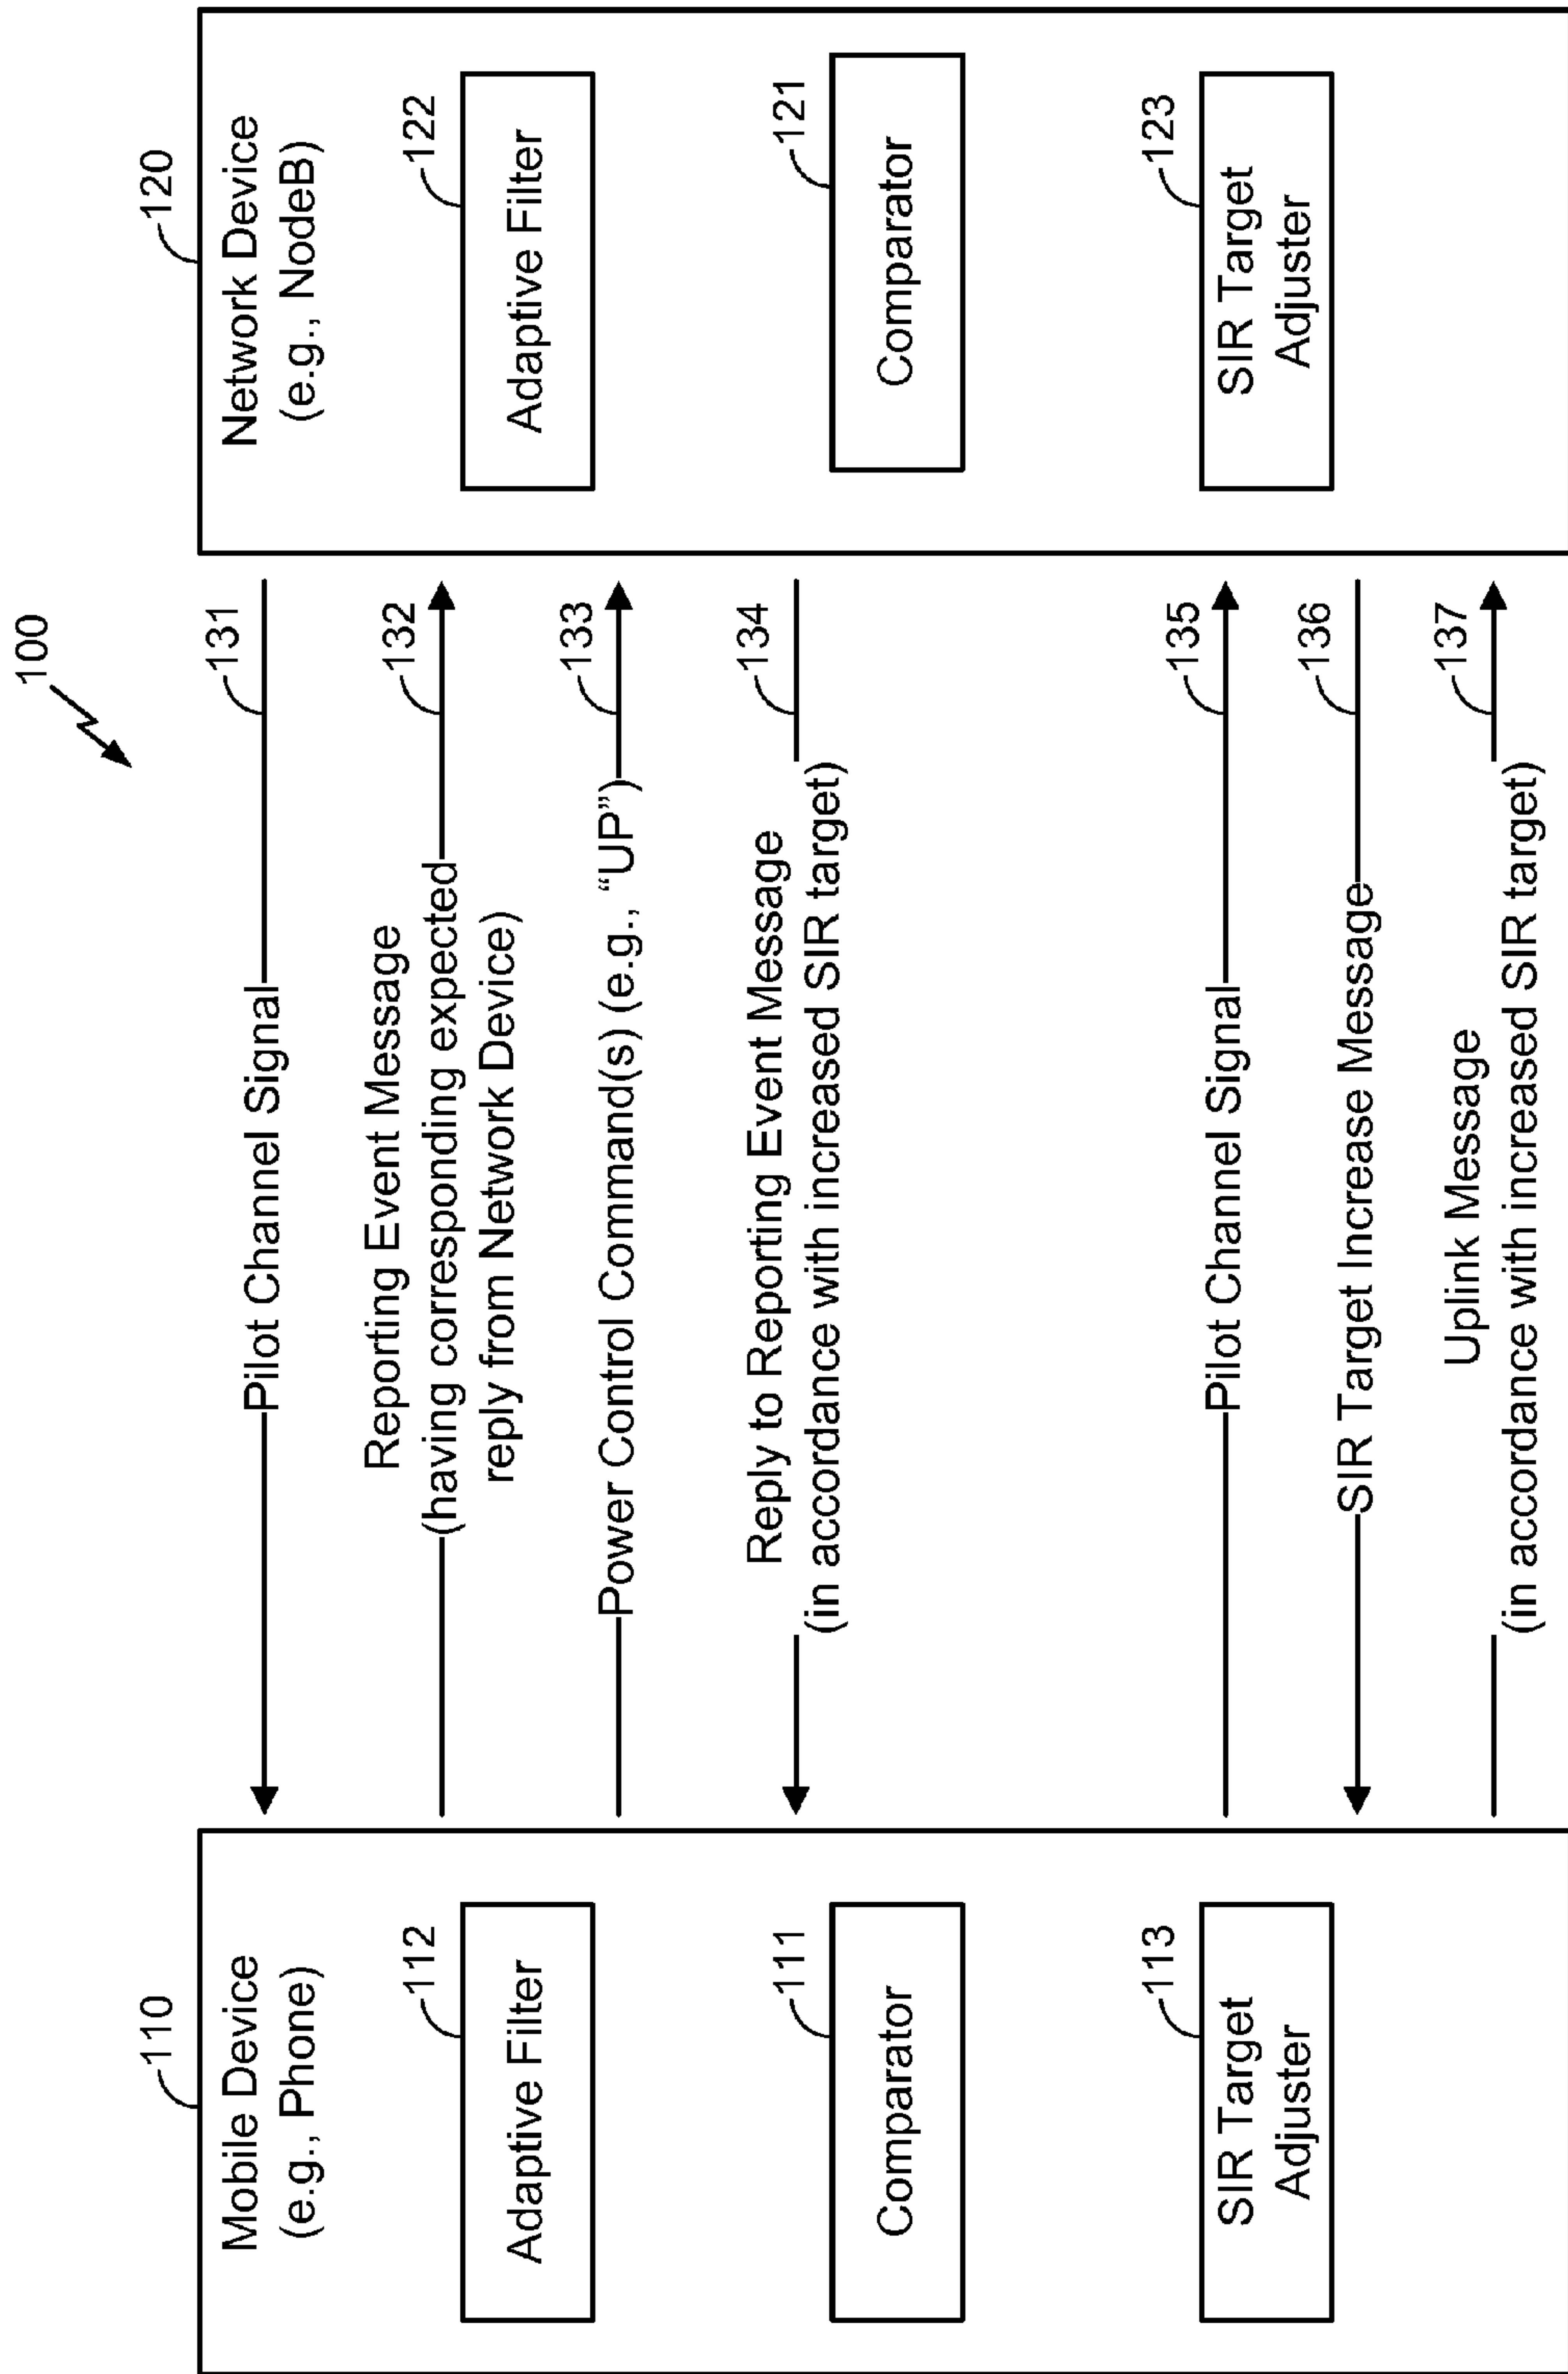 100
110
Mobile Device
(e.g., Phone)
112
Adaptive Filter
111
Comparator
113
SIR Target
Adjuster
Pilot Channel Signal
131
Reporting Event Message
(having corresponding expected
reply from Network Device)
132
Power Control Command(s) (e.g., “UP”)
133
Reply to Reporting Event Message
(in accordance with increased SIR target)
134
Pilot Channel Signal
135
SIR Target Increase Message
136
Uplink Message
(in accordance with increased SIR target)
137
120
Network Device
(e.g., NodeB)
122
Adaptive Filter
121
Comparator
123
SIR Target
Adjuster